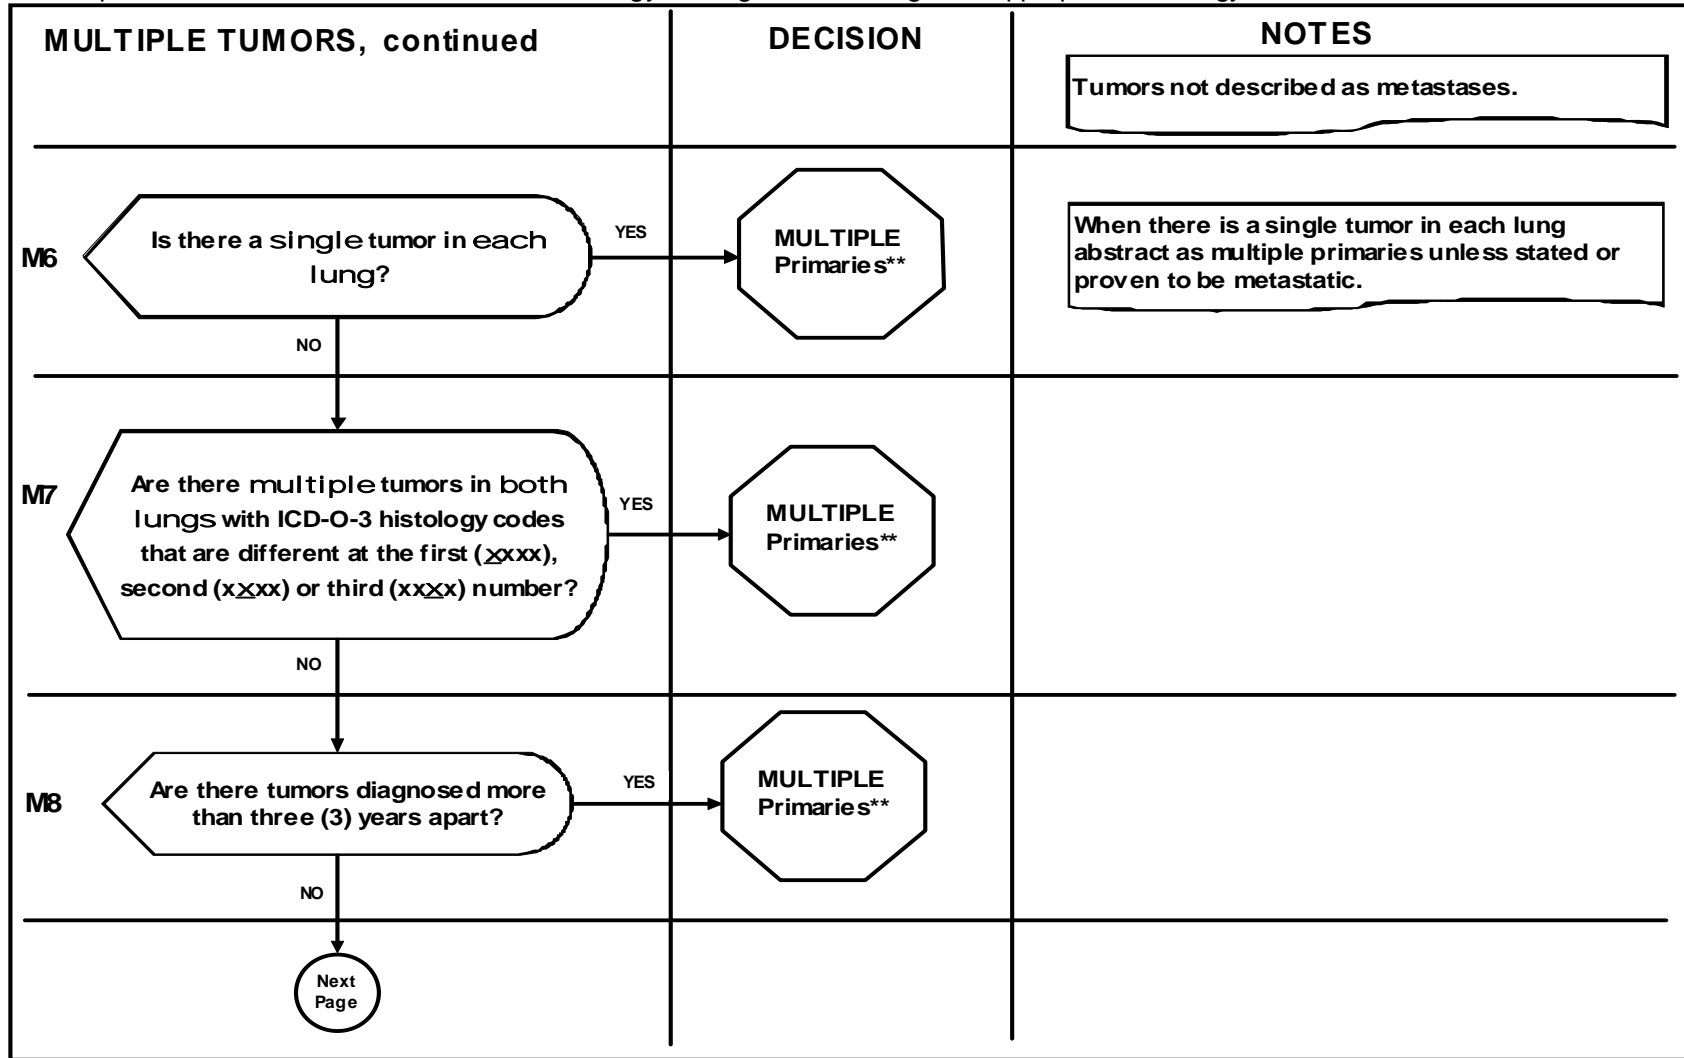 MULTIPLE TUMORS, continued
DECISION
NOTES
Tumors not described as metastases.
M6
Is there a single tumor in each
lung?
YES
MULTIPLE
Primaries**
When there is a single tumor in each lung
abstract as multiple primaries unless stated or
proven to be metastatic.
NO
M7
Are there multiple tumors in both
lungs with ICD-O-3 histology codes
that are different at the first (xxxx),
second (xxxx) or third (xxxx) number?
YES
MULTIPLE
Primaries**
NO
M8
Are there tumors diagnosed more
than three (3) years apart?
YES
MULTIPLE
Primaries**
NO
Next
Page